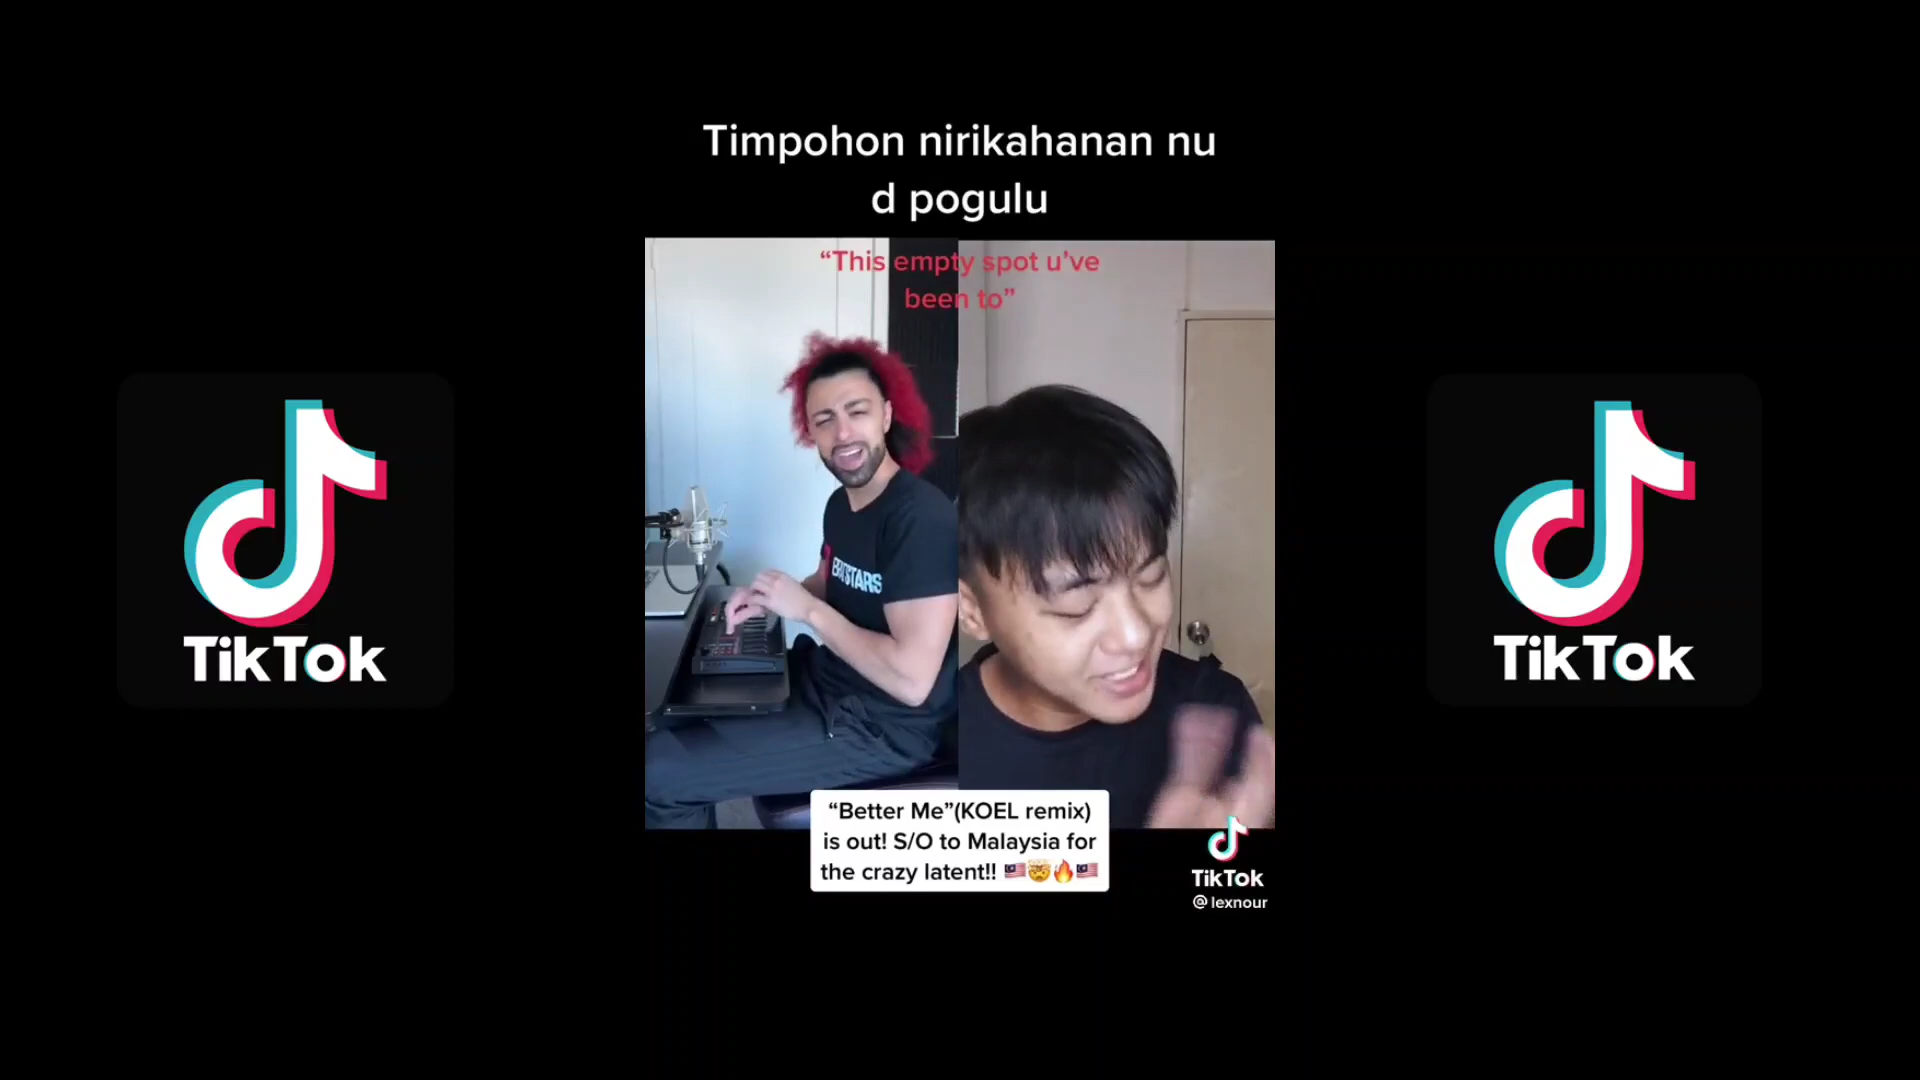 Timpohon nirikahanan nu
d pogulu
“This empty spot u’ve
been to”
BEATSTARS
“Better Me”(KOEL remix)
is out! S/O to Malaysia for
the crazy latent!! 🇲🇾🤯🔥🇲🇾
TikTok
@lexnour
TikTok
TikTok